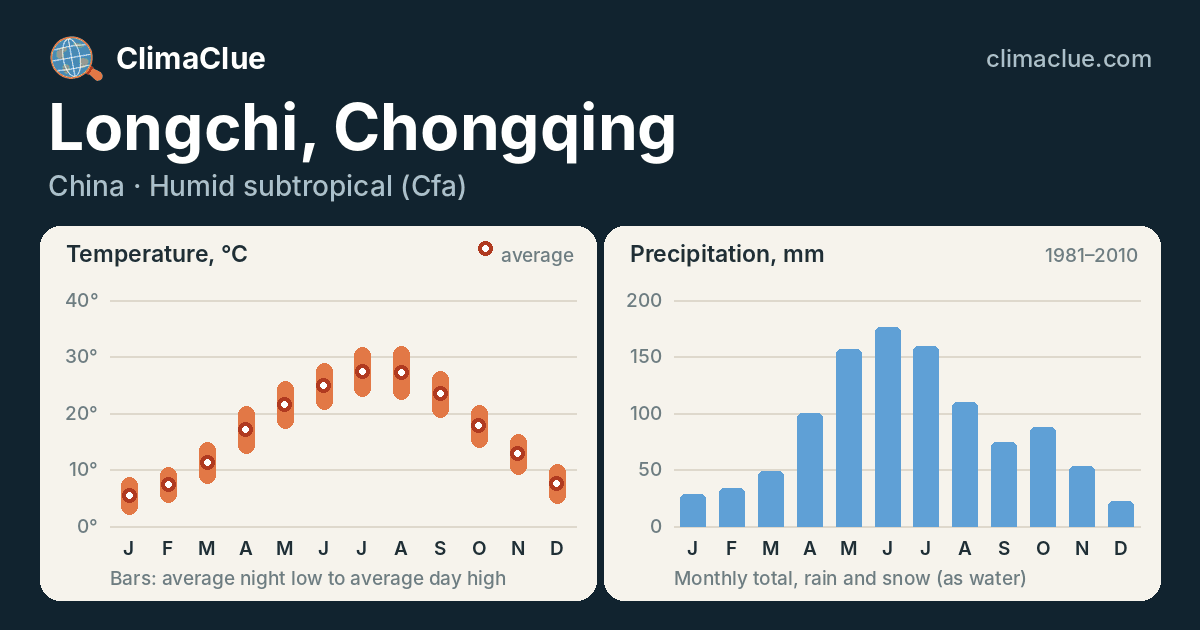 ClimaClue
climaclue.com
Longchi, Chongqing
China · Humid subtropical (Cfa)
Temperature, °C
average
40°
30°
20°
10°
0°
J F M A M J J A S O N D
Bars: average night low to average day high
Precipitation, mm
1981–2010
200
150
100
50
0
J F M A M J J A S O N D
Monthly total, rain and snow (as water)